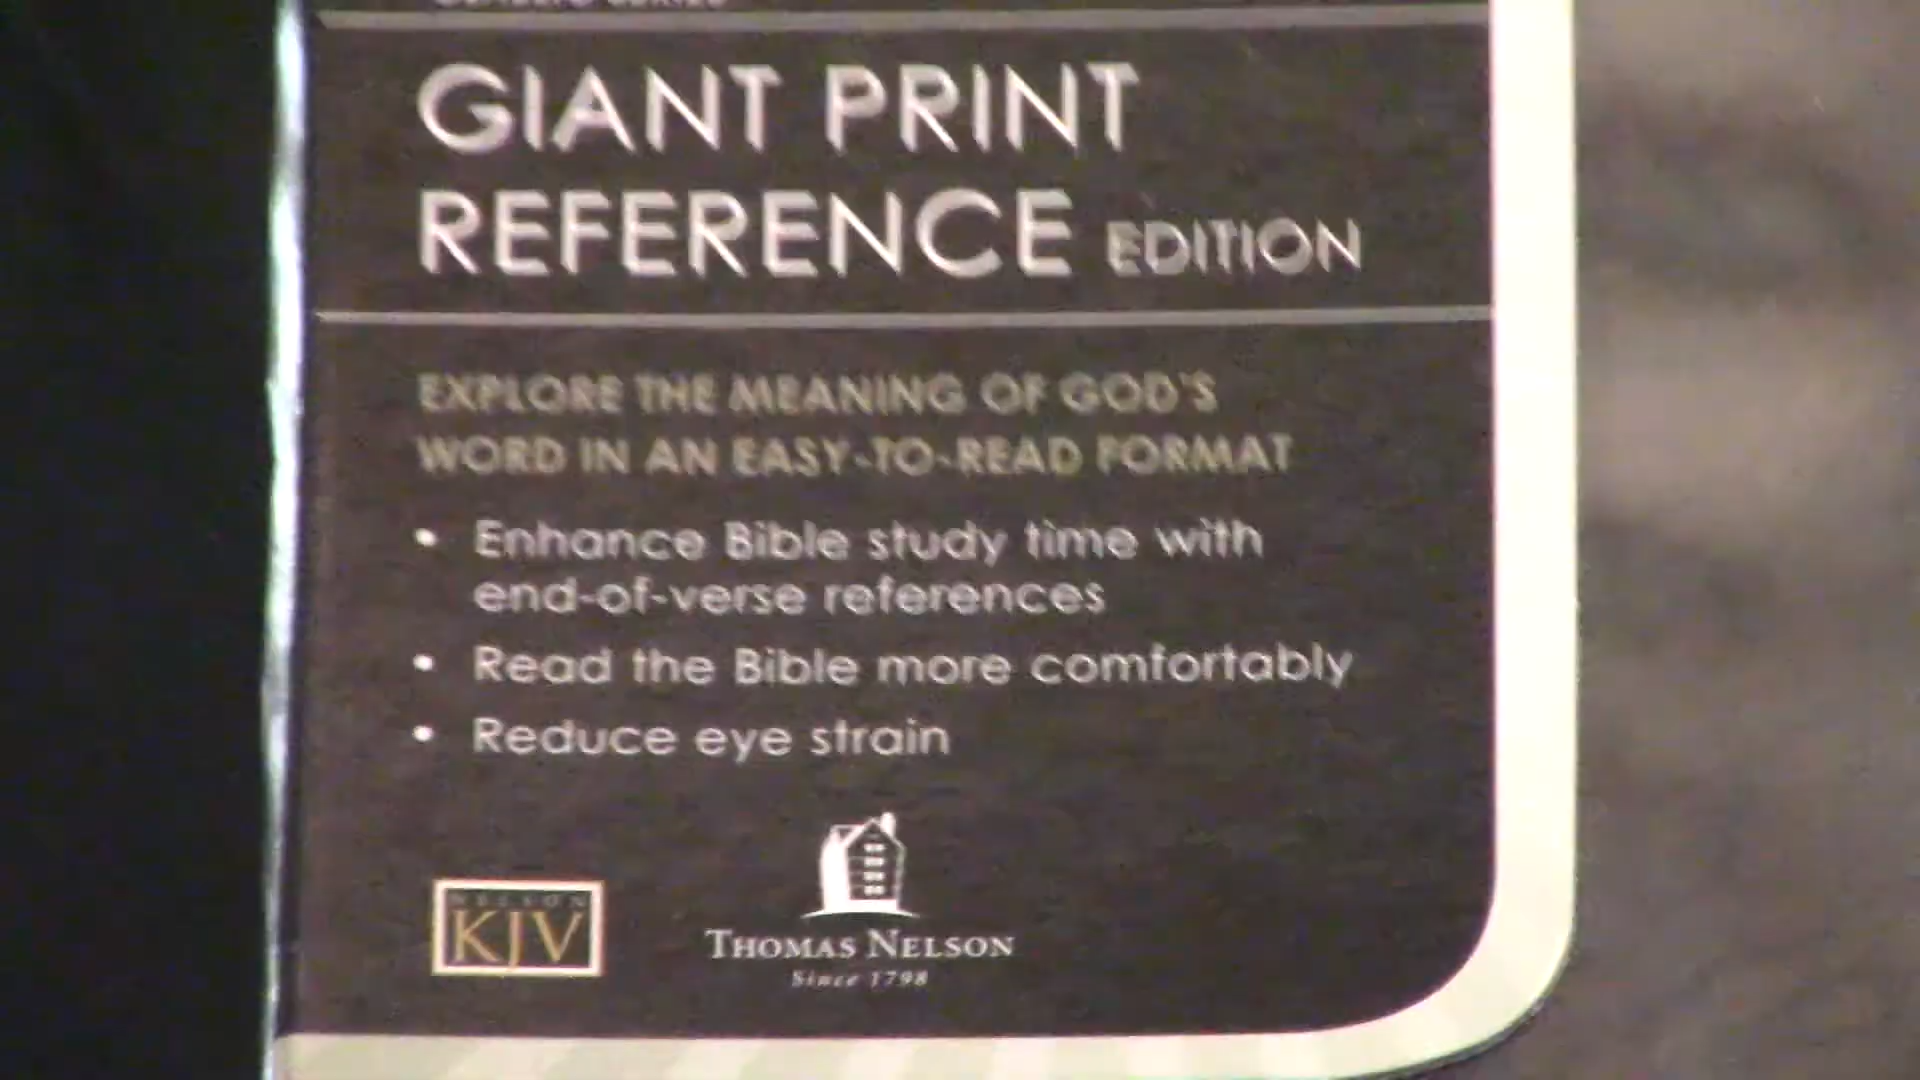 GIANT PRINT
REFERENCE EDITION
EXPLORE THE MEANING OF GOD'S
WORD IN AN EASY-TO-READ FORMAT
• Enhance Bible study time with
end-of-verse references
• Read the Bible more comfortably
• Reduce eye strain
NELSON
KJV
THOMAS NELSON
Since 1798